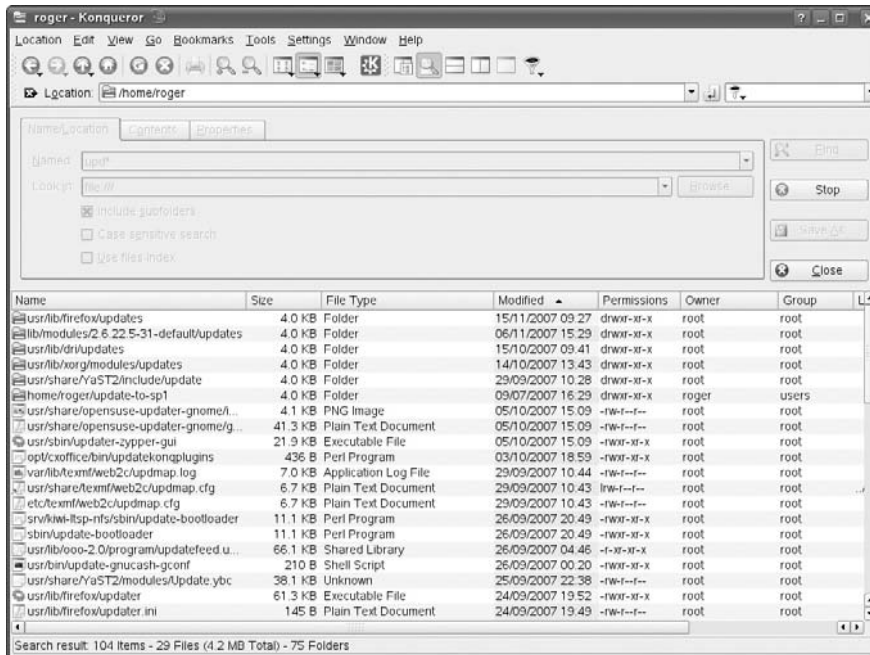 roger - Konqueror
Location Edit View Go Bookmarks Tools Settings Window Help
Location: /home/roger
Name/Location Contents Properties
Named: upd*
Look in: file:///
Browse...
Include subfolders
Case sensitive search
Use files index
Find
Stop
Save As...
Close
Name Size File Type Modified Permissions Owner Group
usr/lib/firefox/updates 4.0 KB Folder 15/11/2007 09:27 drwxr-xr-x root root
lib/modules/2.6.22.5-31-default/updates 4.0 KB Folder 06/11/2007 15:29 drwxr-xr-x root root
usr/lib/dri/updates 4.0 KB Folder 15/10/2007 09:41 drwxr-xr-x root root
usr/lib/xorg/modules/updates 4.0 KB Folder 14/10/2007 13:43 drwxr-xr-x root root
usr/share/YaST2/include/update 4.0 KB Folder 29/09/2007 10:28 drwxr-xr-x root root
home/roger/update-to-sp1 4.0 KB Folder 09/07/2007 16:29 drwxr-xr-x roger users
usr/share/opensuse-updater-gnome/i... 4.1 KB PNG Image 05/10/2007 15:09 -rw-r--r-- root root
usr/share/opensuse-updater-gnome/g... 41.3 KB Plain Text Document 05/10/2007 15:09 -rw-r--r-- root root
usr/sbin/updater-zypper-gui 21.9 KB Executable File 05/10/2007 15:09 -rwxr-xr-x root root
opt/cxoffice/bin/updatekonqplugins 436 B Perl Program 03/10/2007 18:59 -rwxr-xr-x root root
var/lib/texmf/web2c/updmap.log 7.0 KB Application Log File 29/09/2007 10:44 -rw-r--r-- root root
usr/share/texmf/web2c/updmap.cfg 6.7 KB Plain Text Document 29/09/2007 10:43 lrw-r--r-- root root
etc/texmf/web2c/updmap.cfg 6.7 KB Plain Text Document 29/09/2007 10:43 -rw-r--r-- root root
srv/kiwi-ltsp-nfs/sbin/update-bootloader 11.1 KB Perl Program 26/09/2007 20:49 -rwxr-xr-x root root
sbin/update-bootloader 11.1 KB Perl Program 26/09/2007 20:49 -rwxr-xr-x root root
usr/lib/ooo-2.0/program/updatefeed.u... 66.1 KB Shared Library 26/09/2007 04:46 -r-xr-xr-x root root
usr/bin/update-gnucash-gconf 210 B Shell Script 26/09/2007 00:20 -rwxr-xr-x root root
usr/share/YaST2/modules/Update.ybc 38.1 KB Unknown 25/09/2007 22:38 -rw-r--r-- root root
usr/lib/firefox/updater 61.3 KB Executable File 24/09/2007 19:52 -rwxr-xr-x root root
usr/lib/firefox/updater.ini 145 B Plain Text Document 24/09/2007 19:49 -rw-r--r-- root root
Search result: 104 Items - 29 Files (4.2 MB Total) - 75 Folders